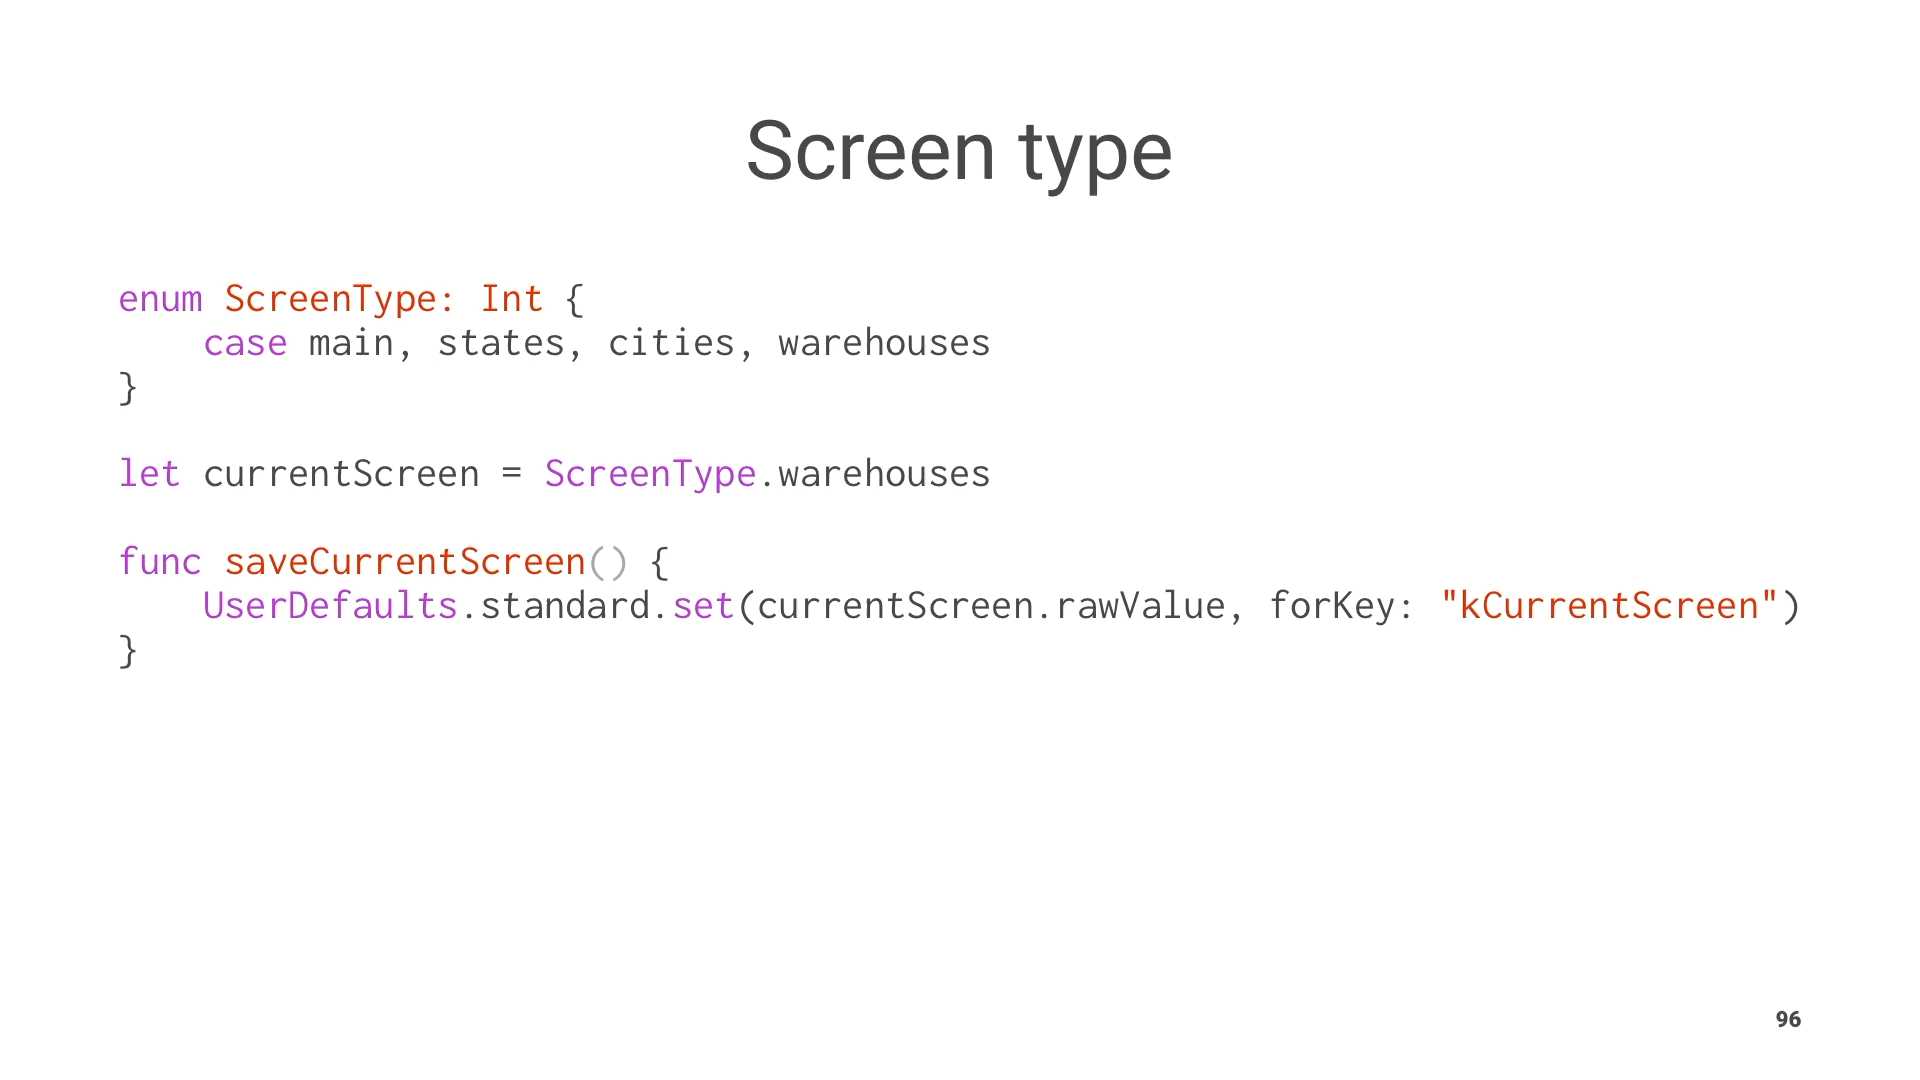 Screen type
enum ScreenType: Int {
    case main, states, cities, warehouses
}
let currentScreen = ScreenType.warehouses
func saveCurrentScreen() {
    UserDefaults.standard.set(currentScreen.rawValue, forKey: "kCurrentScreen")
}
96